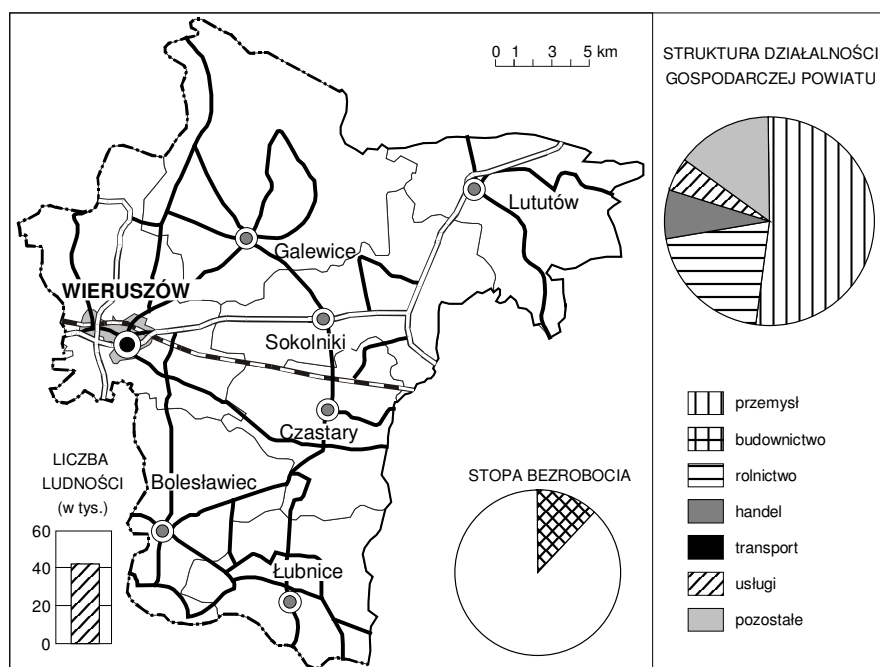 0 1 3 5 km
STRUKTURA DZIAŁALNOŚCI
GOSPODARCZEJ POWIATU
Lututów
Galewice
WIERUSZÓW
Sokolniki
Czastary
Bolesławiec
Łubnice
LICZBA
LUDNOŚCI
(w tys.)
60
40
20
0
STOPA BEZROBOCIA
przemysł
budownictwo
rolnictwo
handel
transport
usługi
pozostałe